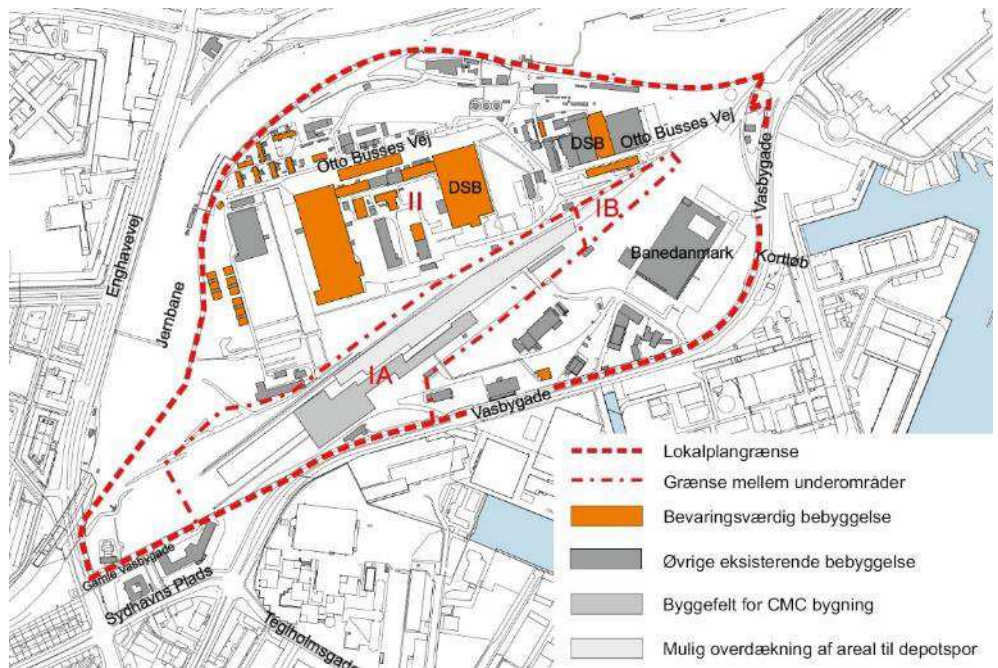 Otto Busses Vej
DSB
Otto Busses Vej
DSB
II
IB
Vasbygade
Enghavevej
Banedanmark
Kortløb
Jernbane
IA
Vasbygade
Gamle Vasbygade
Sydhavns Plads
Teglholmsgade
Lokalplangrænse
Grænse mellem underområder
Bevaringsværdig bebyggelse
Øvrige eksisterende bebyggelse
Byggefelt for CMC bygning
Mulig overdækning af areal til depotspor